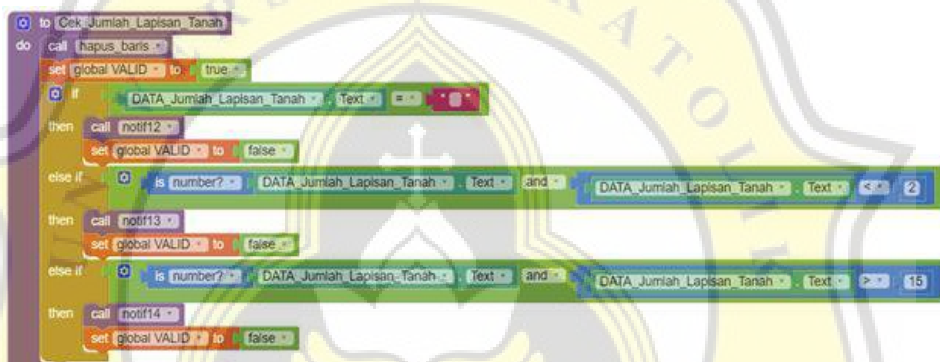 to Cek_Jumlah_Lapisan_Tanah
do call hapus_baris
set global VALID to true
if DATA_Jumlah_Lapisan_Tanah . Text = " "
then call notif12
set global VALID to false
else if is number? DATA_Jumlah_Lapisan_Tanah . Text and DATA_Jumlah_Lapisan_Tanah . Text < 2
then call notif13
set global VALID to false
else if is number? DATA_Jumlah_Lapisan_Tanah . Text and DATA_Jumlah_Lapisan_Tanah . Text > 15
then call notif14
set global VALID to false